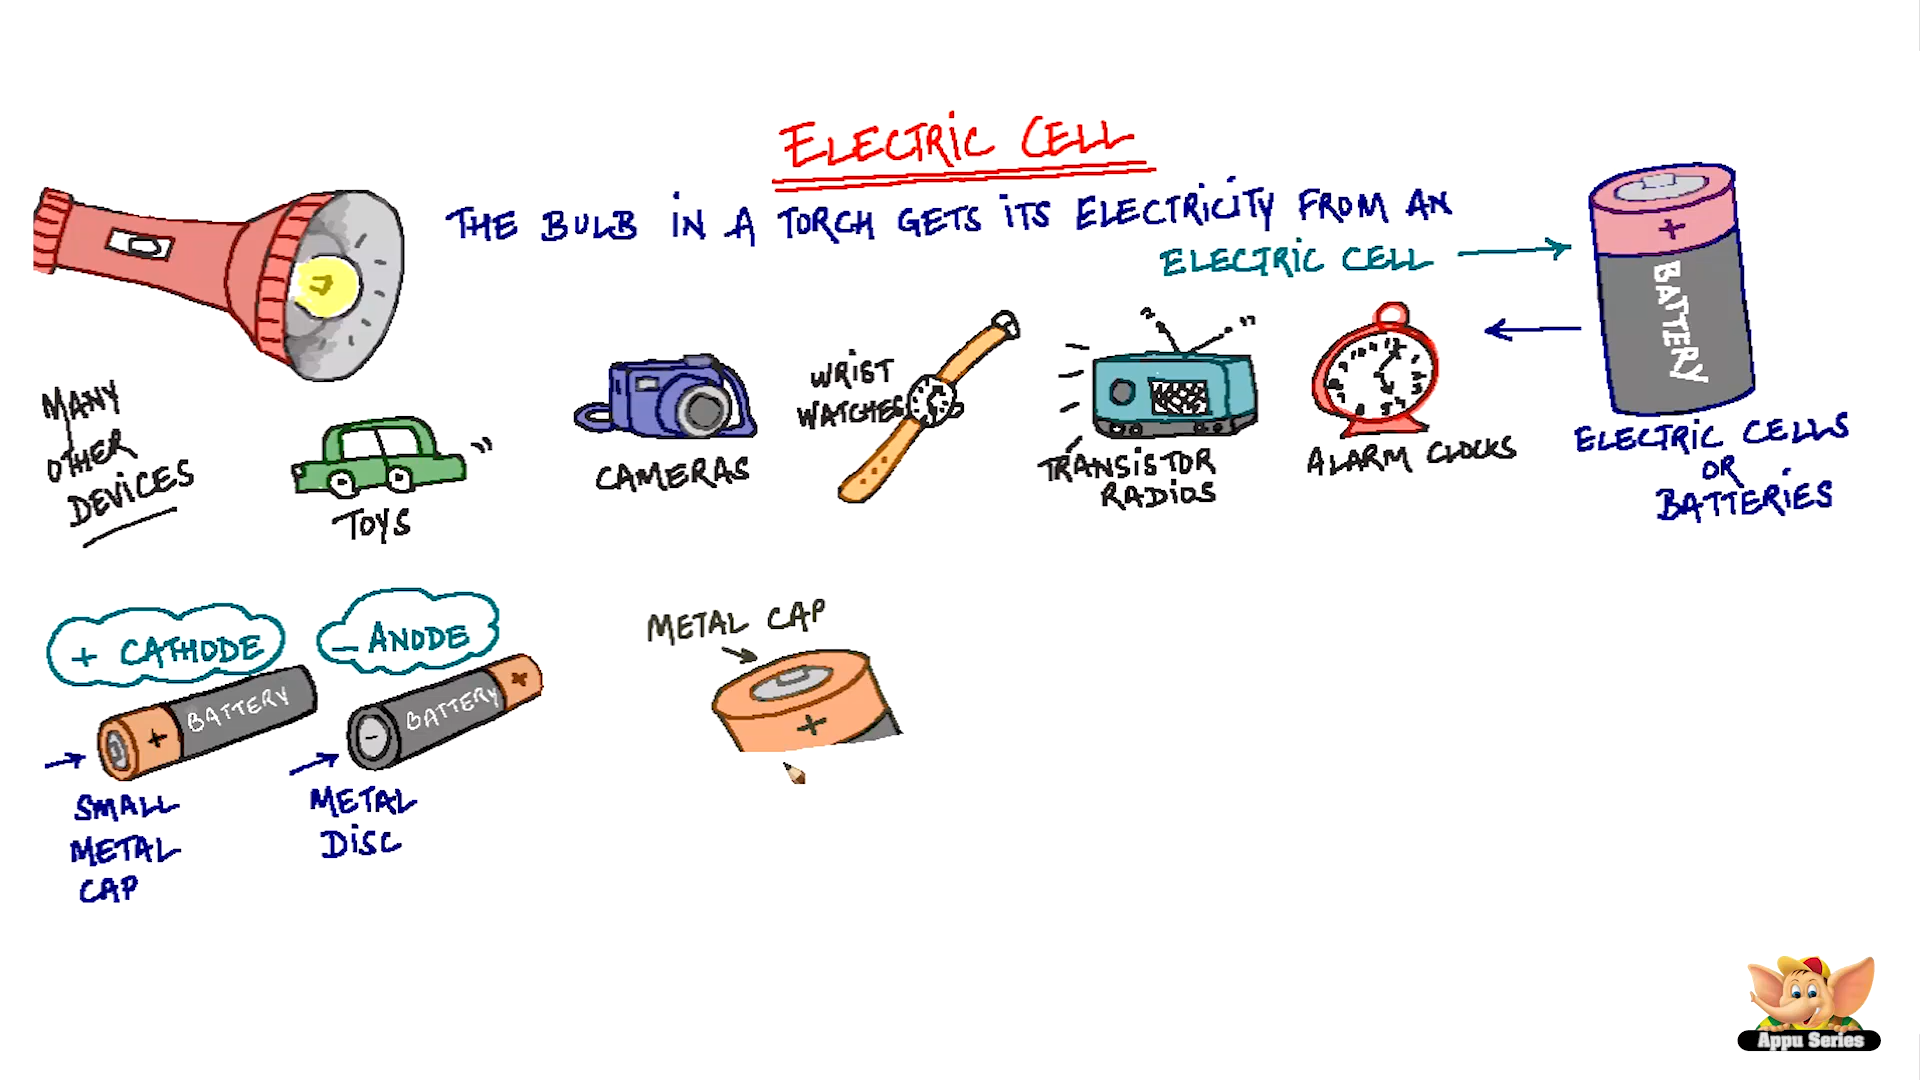 ELECTRIC CELL
THE BULB IN A TORCH GETS ITS ELECTRICITY FROM AN
ELECTRIC CELL
+
BATTERY
ELECTRIC CELLS
OR
BATTERIES
MANY
OTHER
DEVICES
TOYS
CAMERAS
WRIST
WATCHES
TRANSISTOR
RADIOS
ALARM CLOCKS
+ CATHODE
+ BATTERY
SMALL
METAL
CAP
- ANODE
- BATTERY +
METAL
DISC
METAL CAP
+
Appu Series